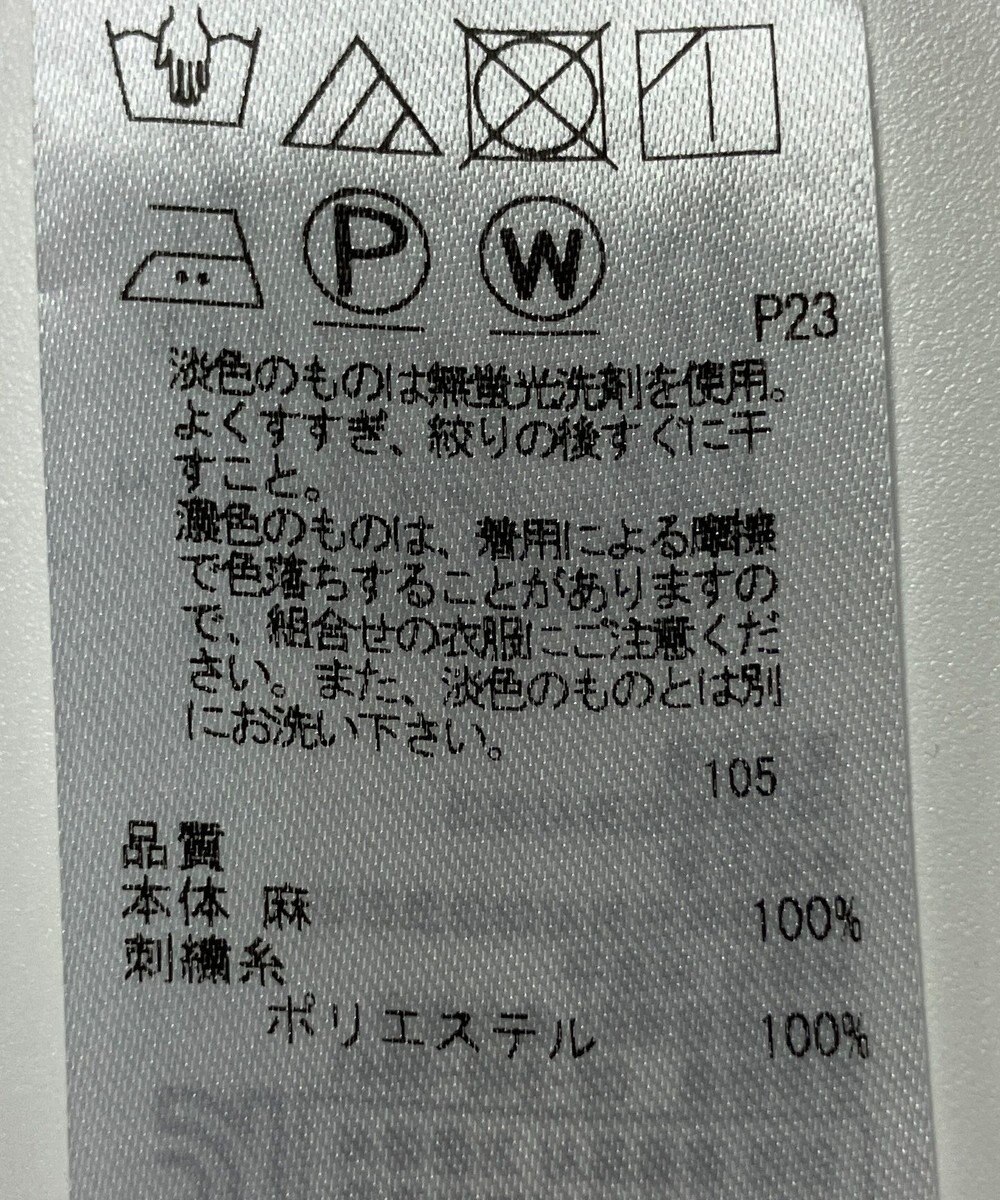 P
W
P23
淡色のものは無蛍光洗剤を使用。
よくすすぎ、絞りの後すぐに干
すこと。
濃色のものは、着用による摩擦
で色落ちすることがありますの
で、組合せの衣服にご注意くだ
さい。また、淡色のものとは別
にお洗い下さい。
105
品質
本体 麻 100%
刺繍糸
ポリエステル 100%